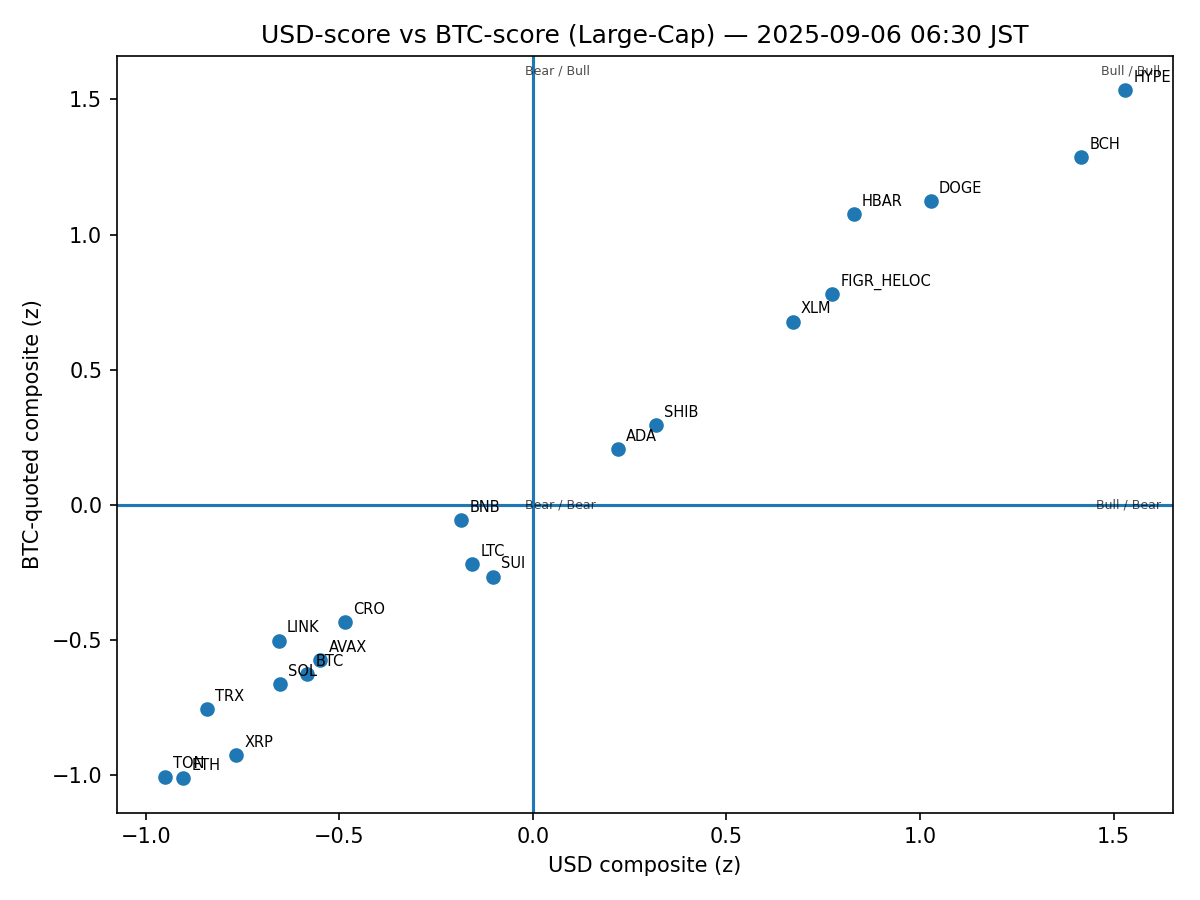 USD-score vs BTC-score (Large-Cap) — 2025-09-06 06:30 JST
Bear / Bull
Bull / Bull
HYPE
BCH
DOGE
HBAR
FIGR_HELOC
XLM
SHIB
ADA
BNB
Bear / Bear
Bull / Bear
LTC
SUI
CRO
LINK
AVAX
BTC
SOL
TRX
XRP
TON
ETH
1.5
1.0
0.5
0.0
−0.5
−1.0
BTC-quoted composite (z)
−1.0 −0.5 0.0 0.5 1.0 1.5
USD composite (z)